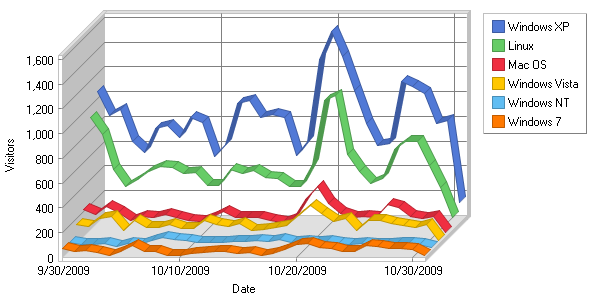 1,600
1,400
1,200
1,000
800
600
400
200
0
Visitors
9/30/2009
10/10/2009
10/20/2009
10/30/2009
Date
Windows XP
Linux
Mac OS
Windows Vista
Windows NT
Windows 7